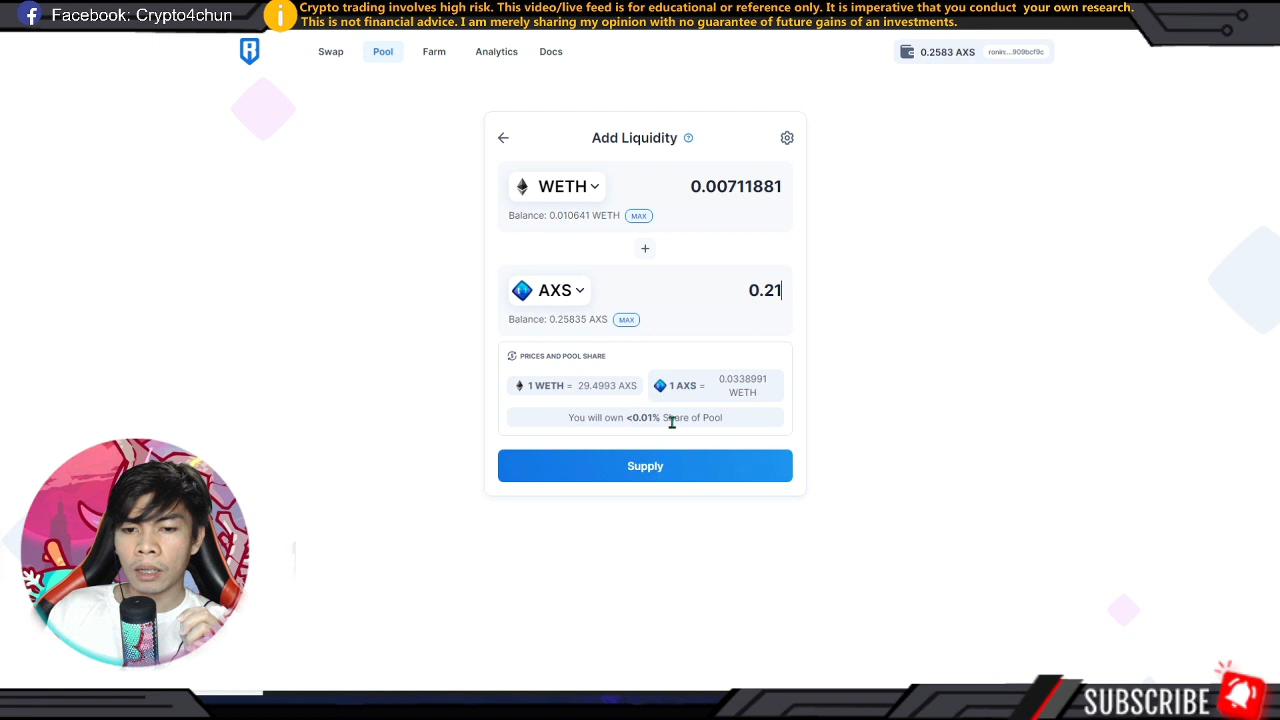 Facebook: Crypto4chun
Crypto trading involves high risk. This video/live feed is for educational or reference only. It is imperative that you conduct your own research.
This is not financial advice. I am merely sharing my opinion with no guarantee of future gains of an investments.
Swap Pool Farm Analytics Docs
0.2583 AXS ronin:...909bcf9c
Add Liquidity
WETH 0.00711881
Balance: 0.010641 WETH MAX
+
AXS 0.21
Balance: 0.25835 AXS MAX
PRICES AND POOL SHARE
1 WETH = 29.4993 AXS
1 AXS = 0.0338991
WETH
You will own <0.01% Share of Pool
Supply
SUBSCRIBE